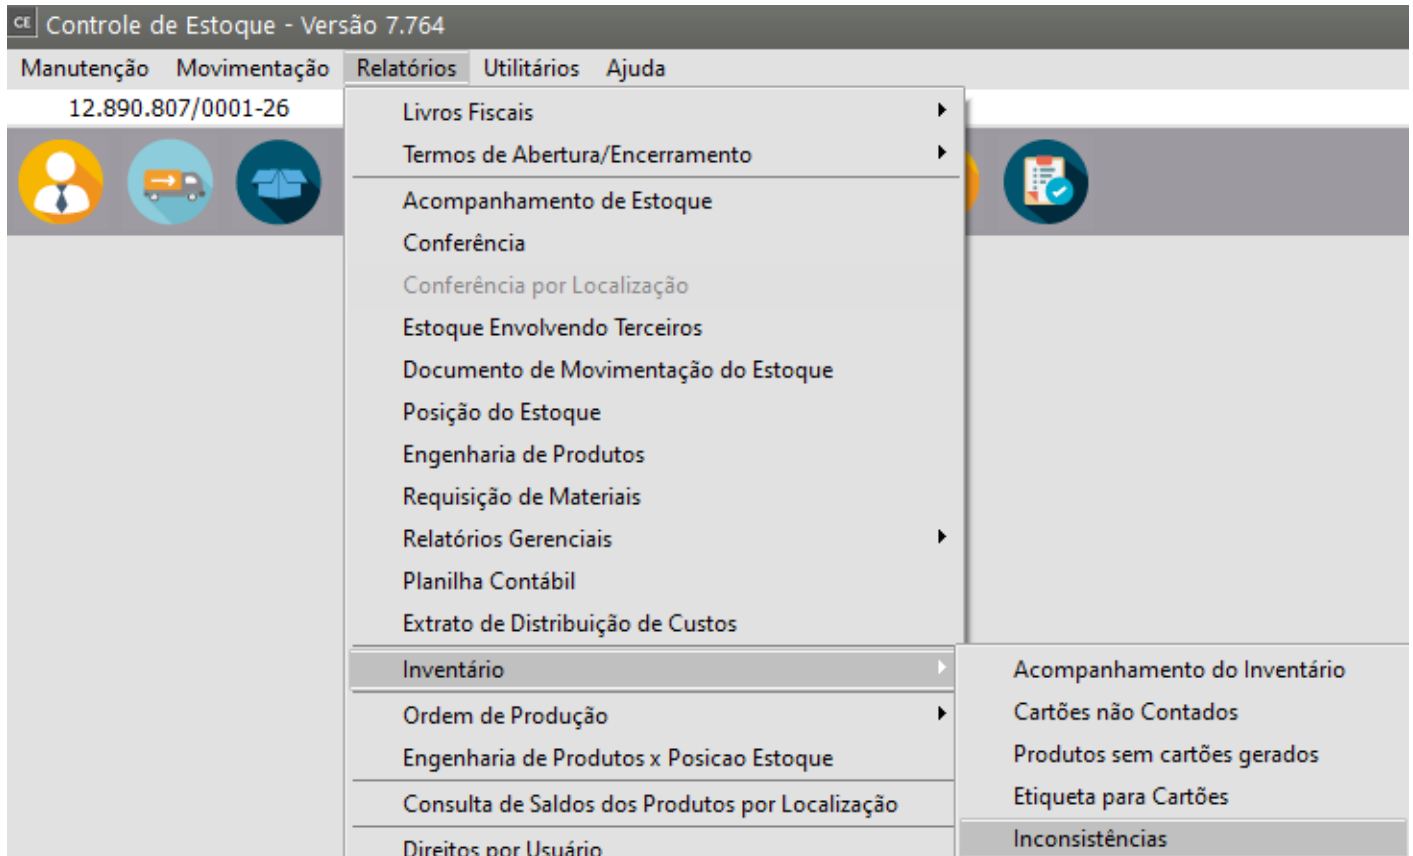 CE Controle de Estoque - Versão 7.764
Manutenção Movimentação Relatórios Utilitários Ajuda
12.890.807/0001-26
Livros Fiscais
Termos de Abertura/Encerramento
Acompanhamento de Estoque
Conferência
Conferência por Localização
Estoque Envolvendo Terceiros
Documento de Movimentação do Estoque
Posição do Estoque
Engenharia de Produtos
Requisição de Materiais
Relatórios Gerenciais
Planilha Contábil
Extrato de Distribuição de Custos
Inventário
Ordem de Produção
Engenharia de Produtos x Posicao Estoque
Consulta de Saldos dos Produtos por Localização
Direitos por Usuário
Acompanhamento do Inventário
Cartões não Contados
Produtos sem cartões gerados
Etiqueta para Cartões
Inconsistências